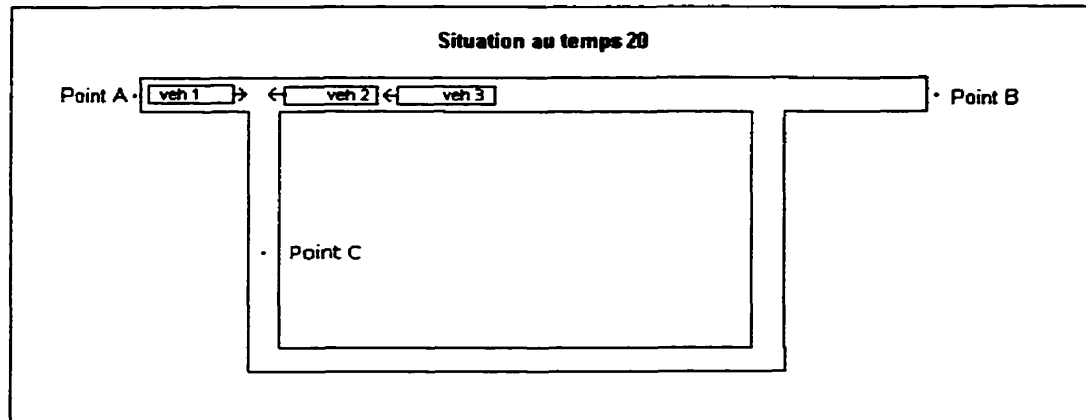 Situation au temps 20
Point A
veh 1
veh 2
veh 3
Point B
Point C